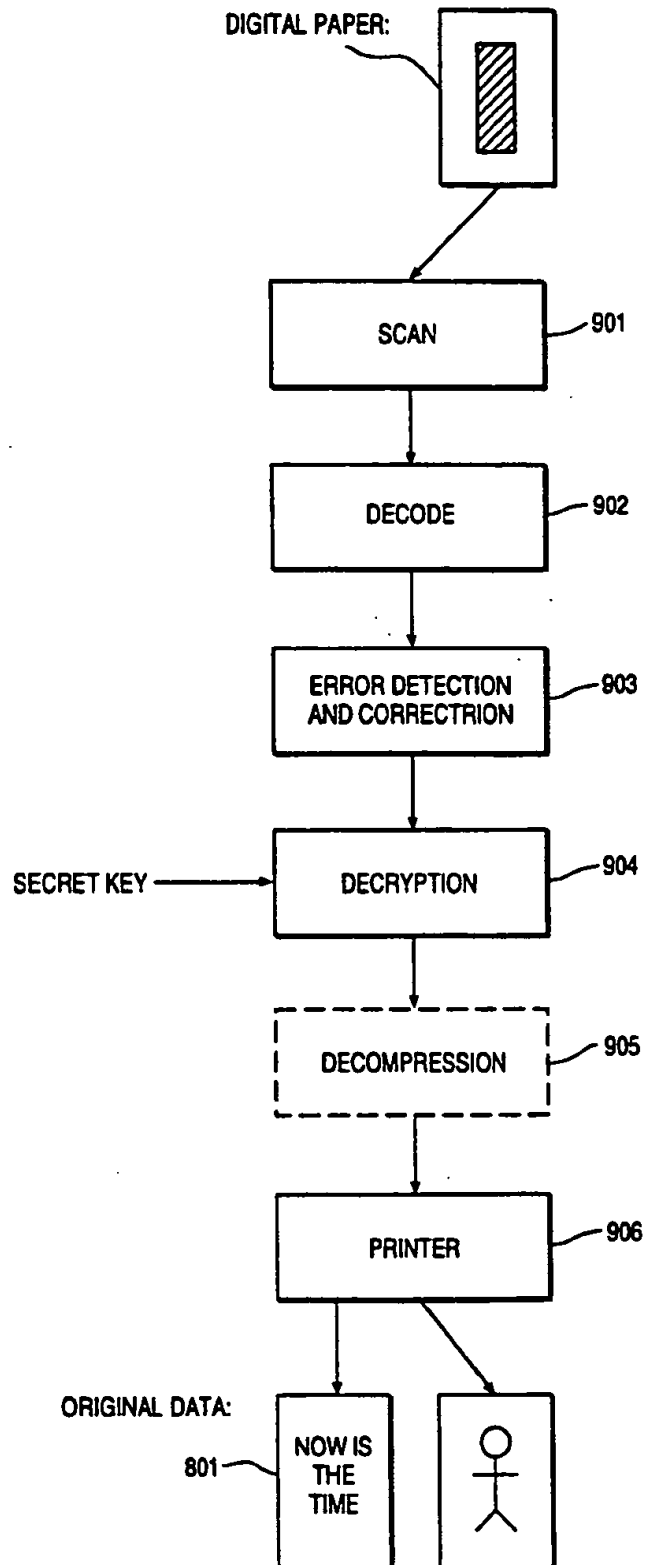 DIGITAL PAPER:
SCAN
901
DECODE
902
ERROR DETECTION
AND CORRECTRION
903
SECRET KEY
DECRYPTION
904
DECOMPRESSION
905
PRINTER
906
ORIGINAL DATA:
801
NOW IS
THE
TIME